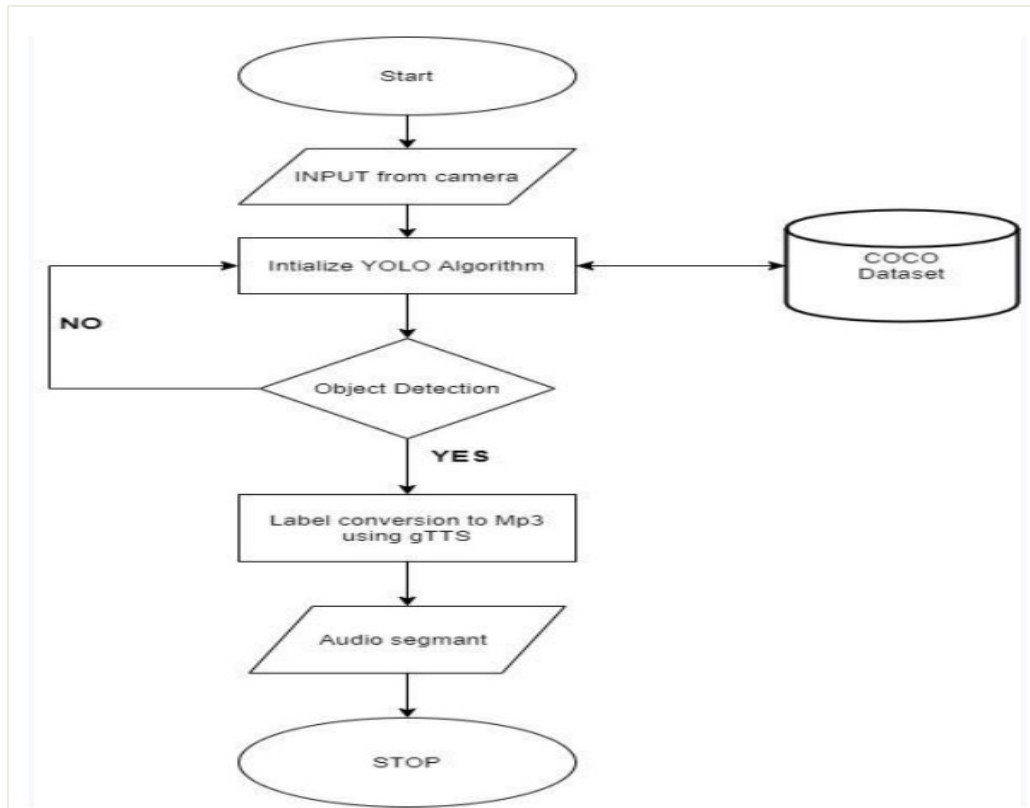 Start
INPUT from camera
Intialize YOLO Algorithm
COCO
Dataset
NO
Object Detection
YES
Label conversion to Mp3
using gTTS
Audio segmant
STOP